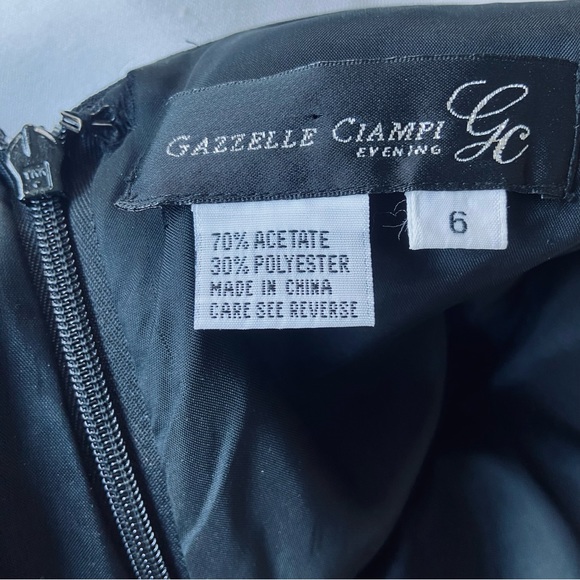 GAZZELLE CIAMPI
EVENING
GC
70% ACETATE
30% POLYESTER
MADE IN CHINA
CARE SEE REVERSE
6